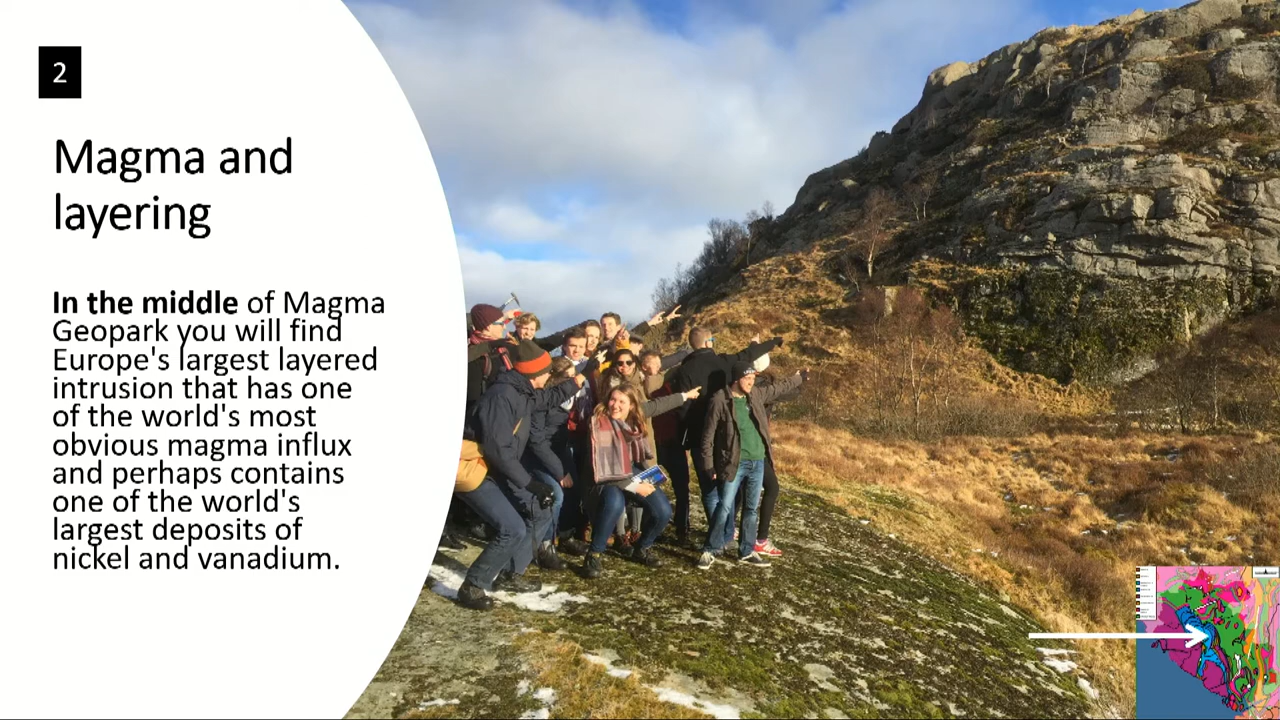 2
Magma and
layering
In the middle of Magma
Geopark you will find
Europe's largest layered
intrusion that has one
of the world's most
obvious magma influx
and perhaps contains
one of the world's
largest deposits of
nickel and vanadium.